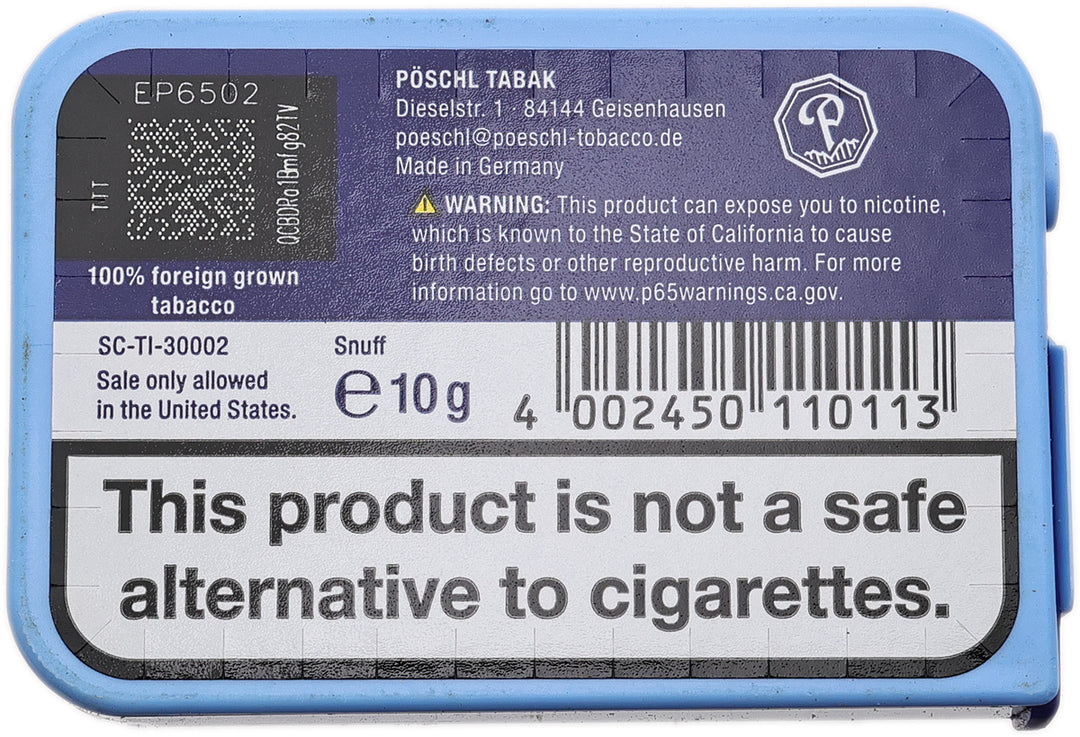 EP6502
TTT
QCBDRo1Bmfg82TV
100% foreign grown
tobacco
PÖSCHL TABAK
Dieselstr. 1 · 84144 Geisenhausen
poeschl@poeschl-tobacco.de
Made in Germany
P
⚠ WARNING: This product can expose you to nicotine,
which is known to the State of California to cause
birth defects or other reproductive harm. For more
information go to www.p65warnings.ca.gov.
SC-TI-30002
Sale only allowed
in the United States.
Snuff
℮ 10 g
4 002450 110113
This product is not a safe
alternative to cigarettes.